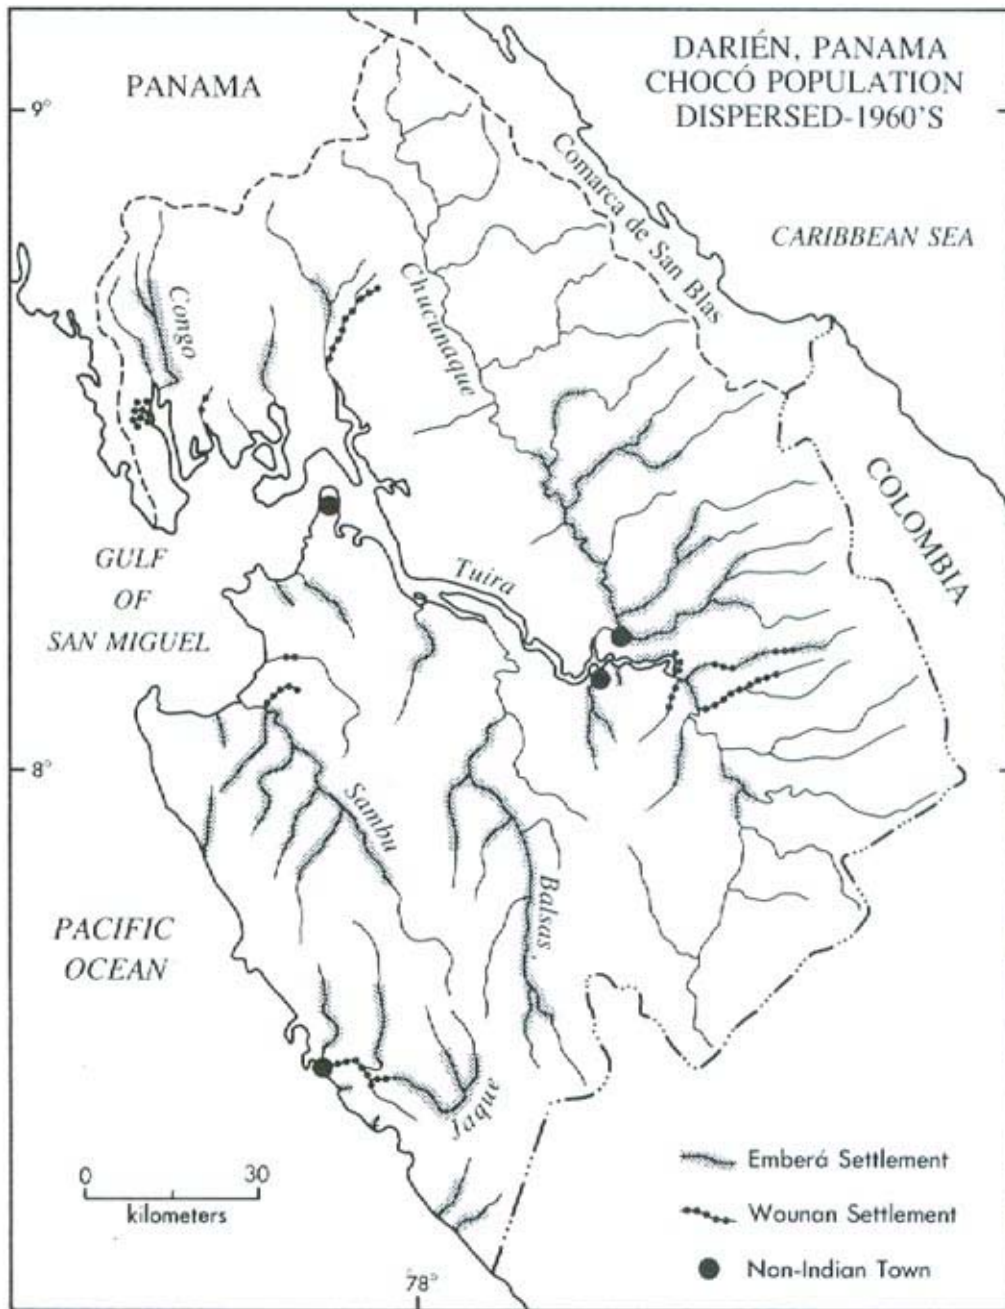 DARIÉN, PANAMA
CHOCÓ POPULATION
DISPERSED-1960'S
PANAMA
9°
Comarca de San Blas
CARIBBEAN SEA
Congo
Chucunaque
COLOMBIA
GULF
OF
SAN MIGUEL
Tuira
8°
Sambu
Balsas
PACIFIC
OCEAN
Jaque
0 30
kilometers
Emberá Settlement
Wounan Settlement
Non-Indian Town
78°